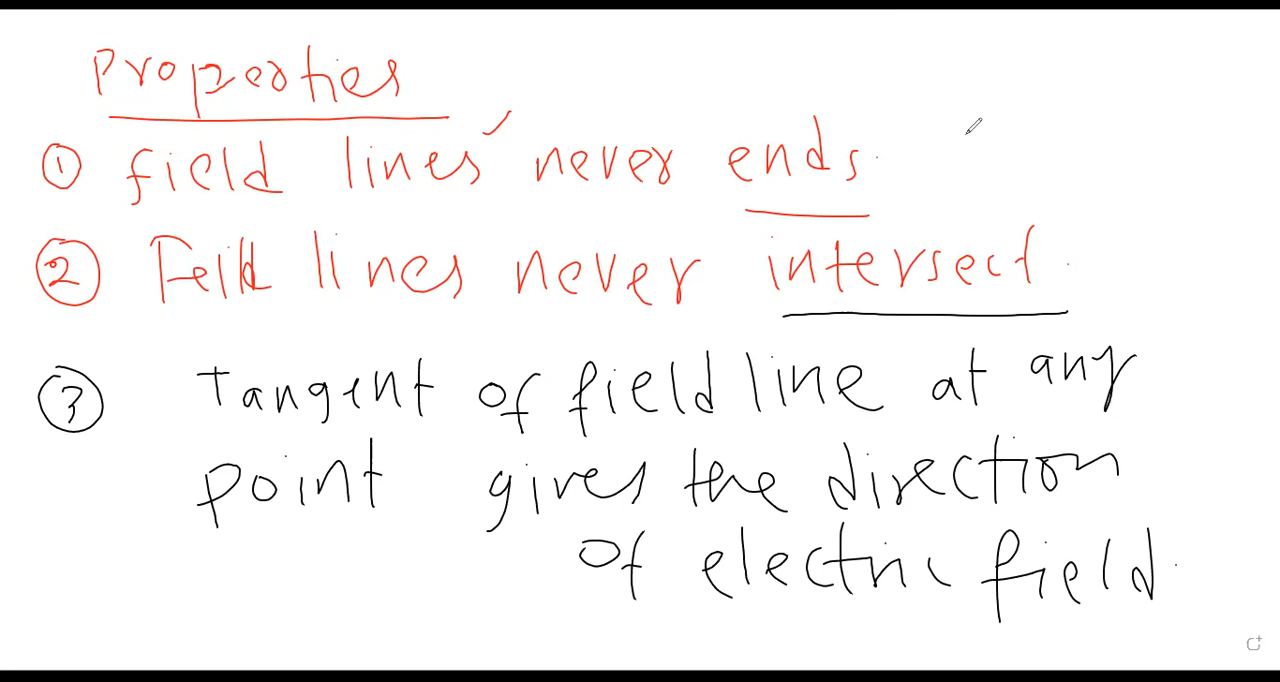 Properties
① field lines never ends.
② Feild lines never intersect.
③ Tangent of field line at any
point gives the direction
of electric field.